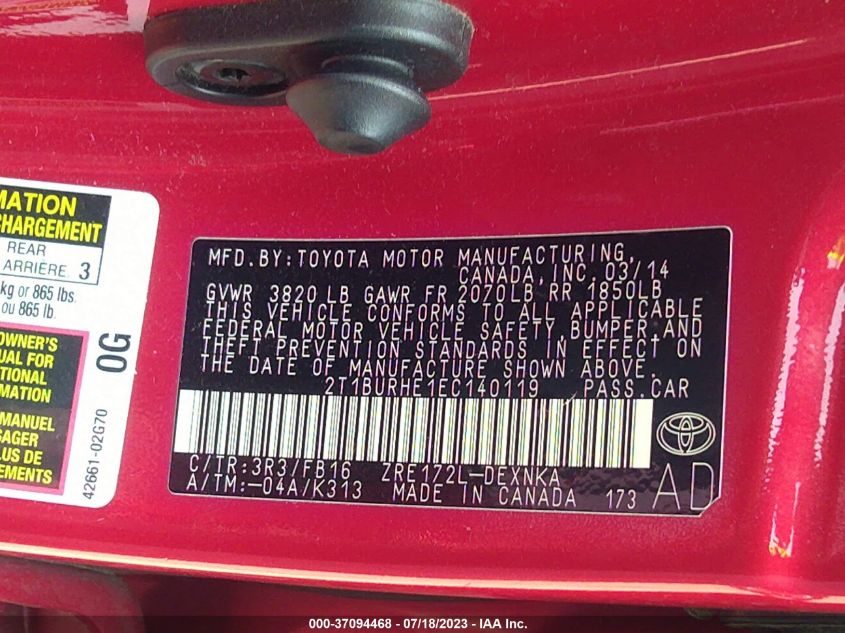 MATION
CHARGEMENT
REAR
ARRIÈRE 3
kg or 865 lbs.
ou 865 lb.
OWNER'S
UAL FOR
TIONAL
RMATION
MANUEL
SAGER
LUS DE
EMENTS
0G
42661-02G70
MFD. BY: TOYOTA MOTOR MANUFACTURING,
CANADA, INC. 03/14
GVWR 3820 LB GAWR FR 2070LB RR 1850LB
THIS VEHICLE CONFORMS TO ALL APPLICABLE
FEDERAL MOTOR VEHICLE SAFETY, BUMPER, AND
THEFT PREVENTION STANDARDS IN EFFECT ON
THE DATE OF MANUFACTURE SHOWN ABOVE.
2T1BURHE1EC140119 PASS.CAR
C/TR: 3R3/FB16 ZRE172L-DEXNKA
A/TM: -04A/K313 MADE IN CANADA 173 AD
000-37094468 - 07/18/2023 - IAA Inc.